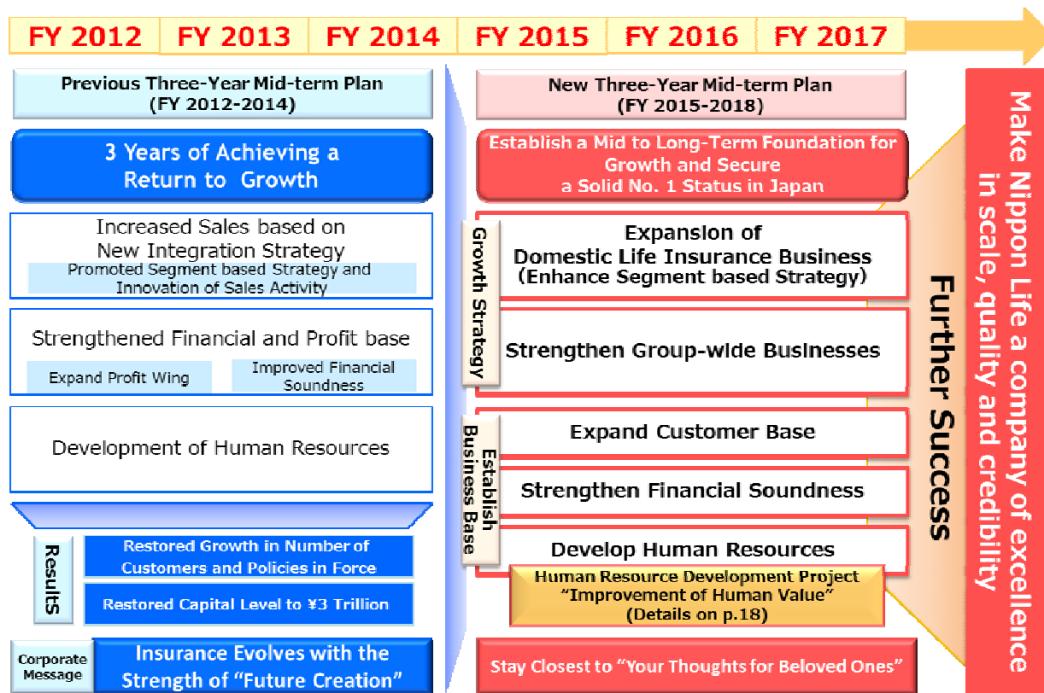 FY 2012 FY 2013 FY 2014 FY 2015 FY 2016 FY 2017
Previous Three-Year Mid-term Plan
(FY 2012-2014)
3 Years of Achieving a
Return to Growth
Increased Sales based on
New Integration Strategy
Promoted Segment based Strategy and
Innovation of Sales Activity
Strengthened Financial and Profit base
Expand Profit Wing
Improved Financial
Soundness
Development of Human Resources
Results
Restored Growth in Number of
Customers and Policies in Force
Restored Capital Level to ¥3 Trillion
Corporate
Message
Insurance Evolves with the
Strength of “Future Creation”
New Three-Year Mid-term Plan
(FY 2015-2018)
Establish a Mid to Long-Term Foundation for
Growth and Secure
a Solid No. 1 Status in Japan
Growth Strategy
Expansion of
Domestic Life Insurance Business
(Enhance Segment based Strategy)
Strengthen Group-wide Businesses
Establish
Business Base
Expand Customer Base
Strengthen Financial Soundness
Develop Human Resources
Human Resource Development Project
“Improvement of Human Value”
(Details on p.18)
Stay Closest to “Your Thoughts for Beloved Ones”
Further Success
Make Nippon Life a company of excellence
in scale, quality and credibility